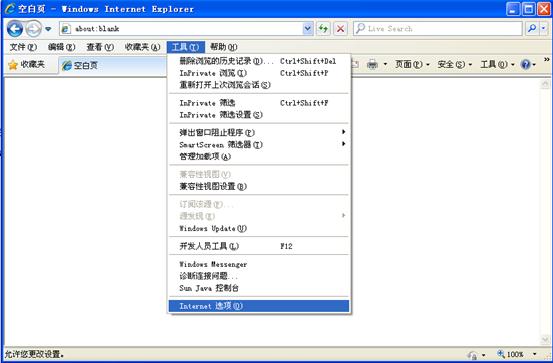 空白页 - Windows Internet Explorer
about:blank
Live Search
文件(F) 编辑(E) 查看(V) 收藏夹(A) 工具(T) 帮助(H)
收藏夹 空白页 页面(P) 安全(S) 工具(O)
删除浏览的历史记录(D)... Ctrl+Shift+Del
InPrivate 浏览(I) Ctrl+Shift+P
重新打开上次浏览会话(S)
InPrivate 筛选 Ctrl+Shift+F
InPrivate 筛选设置(S)
弹出窗口阻止程序(P)
SmartScreen 筛选器(T)
管理加载项(A)
兼容性视图(V)
兼容性视图设置(B)
订阅该源(F)...
源发现(E)
Windows Update(U)
开发人员工具(L) F12
Windows Messenger
诊断连接问题...
Sun Java 控制台
Internet 选项(O)
允许您更改设置。
100%